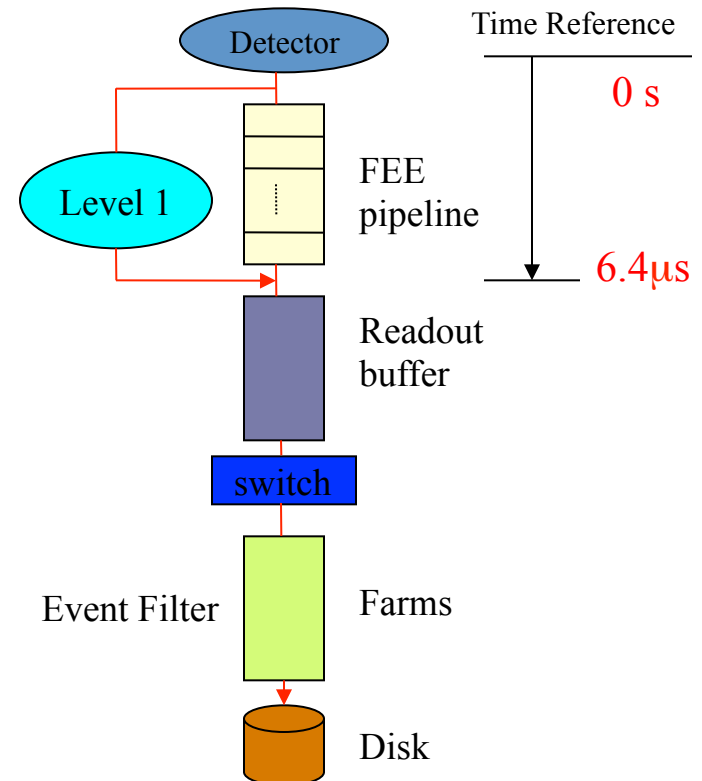 Time Reference
Detector
0 s
FEE
pipeline
Level 1
6.4μs
Readout
buffer
switch
Event Filter
Farms
Disk